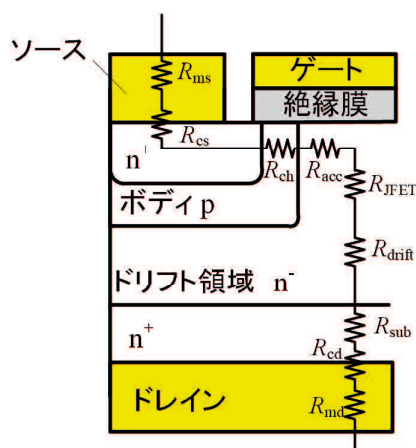 ソース
R_ms
ゲート
絶縁膜
R_cs
n⁺
R_ch
R_acc
R_JFET
ボディ p
R_drift
ドリフト領域 n⁻
R_sub
n⁺
R_cd
ドレイン
R_md